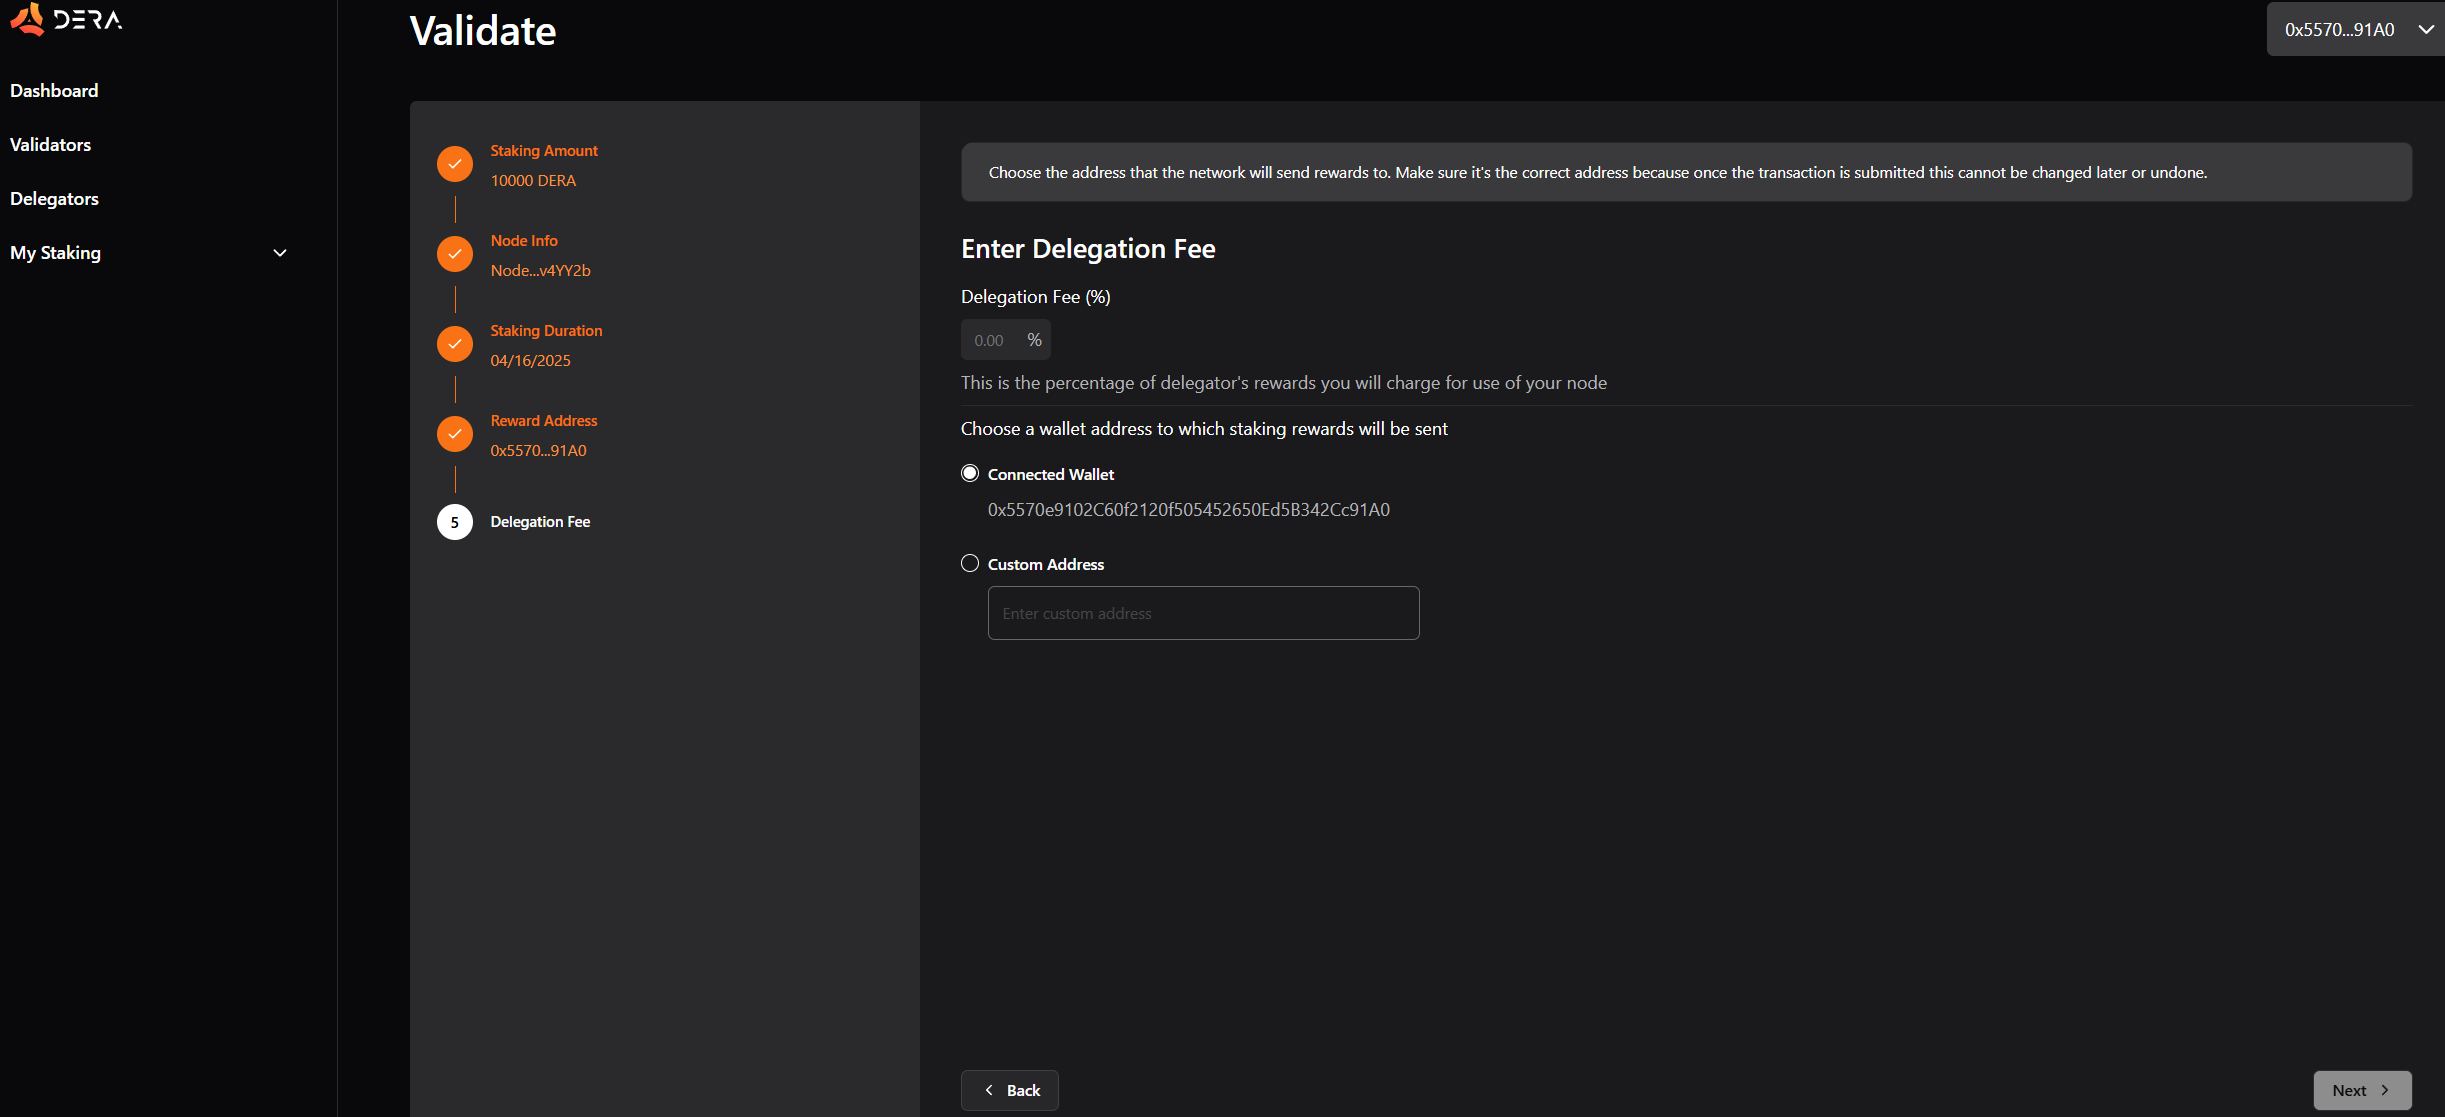 DERA
Dashboard
Validators
Delegators
My Staking
Validate
0x5570...91A0
Staking Amount
10000 DERA
Node Info
Node...v4YY2b
Staking Duration
04/16/2025
Reward Address
0x5570...91A0
5
Delegation Fee
Choose the address that the network will send rewards to. Make sure it's the correct address because once the transaction is submitted this cannot be changed later or undone.
Enter Delegation Fee
Delegation Fee (%)
0.00 %
This is the percentage of delegator's rewards you will charge for use of your node
Choose a wallet address to which staking rewards will be sent
Connected Wallet
0x5570e9102C60f2120f505452650Ed5B342Cc91A0
Custom Address
Enter custom address
Back
Next